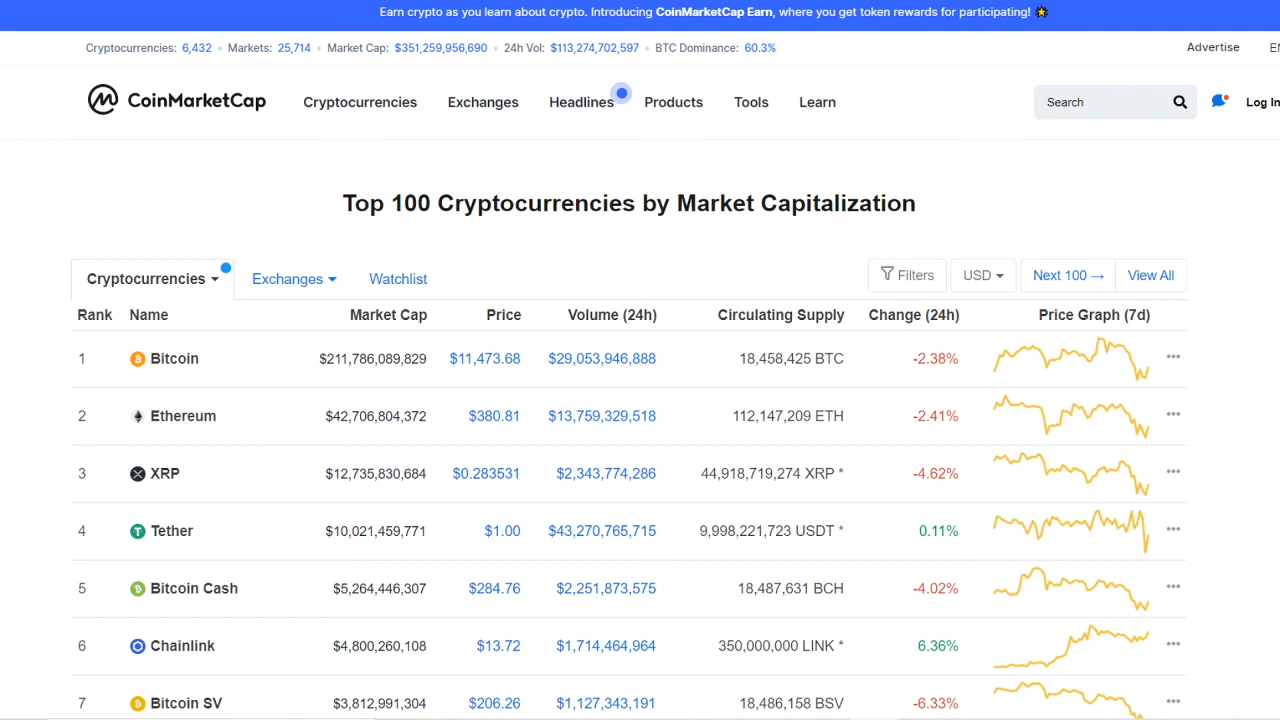 Earn crypto as you learn about crypto. Introducing CoinMarketCap Earn, where you get token rewards for participating! 🌟
Cryptocurrencies: 6,432 • Markets: 25,714 • Market Cap: $351,259,956,690 • 24h Vol: $113,274,702,597 • BTC Dominance: 60.3% Advertise EN
CoinMarketCap Cryptocurrencies Exchanges Headlines Products Tools Learn Search Log In
Top 100 Cryptocurrencies by Market Capitalization
Cryptocurrencies Exchanges Watchlist Filters USD Next 100 → View All
Rank Name Market Cap Price Volume (24h) Circulating Supply Change (24h) Price Graph (7d)
1 Bitcoin $211,786,089,829 $11,473.68 $29,053,946,888 18,458,425 BTC -2.38% •••
2 Ethereum $42,706,804,372 $380.81 $13,759,329,518 112,147,209 ETH -2.41% •••
3 XRP $12,735,830,684 $0.283531 $2,343,774,286 44,918,719,274 XRP * -4.62% •••
4 Tether $10,021,459,771 $1.00 $43,270,765,715 9,998,221,723 USDT * 0.11% •••
5 Bitcoin Cash $5,264,446,307 $284.76 $2,251,873,575 18,487,631 BCH -4.02% •••
6 Chainlink $4,800,260,108 $13.72 $1,714,464,964 350,000,000 LINK * 6.36% •••
7 Bitcoin SV $3,812,991,304 $206.26 $1,127,343,191 18,486,158 BSV -6.33% •••